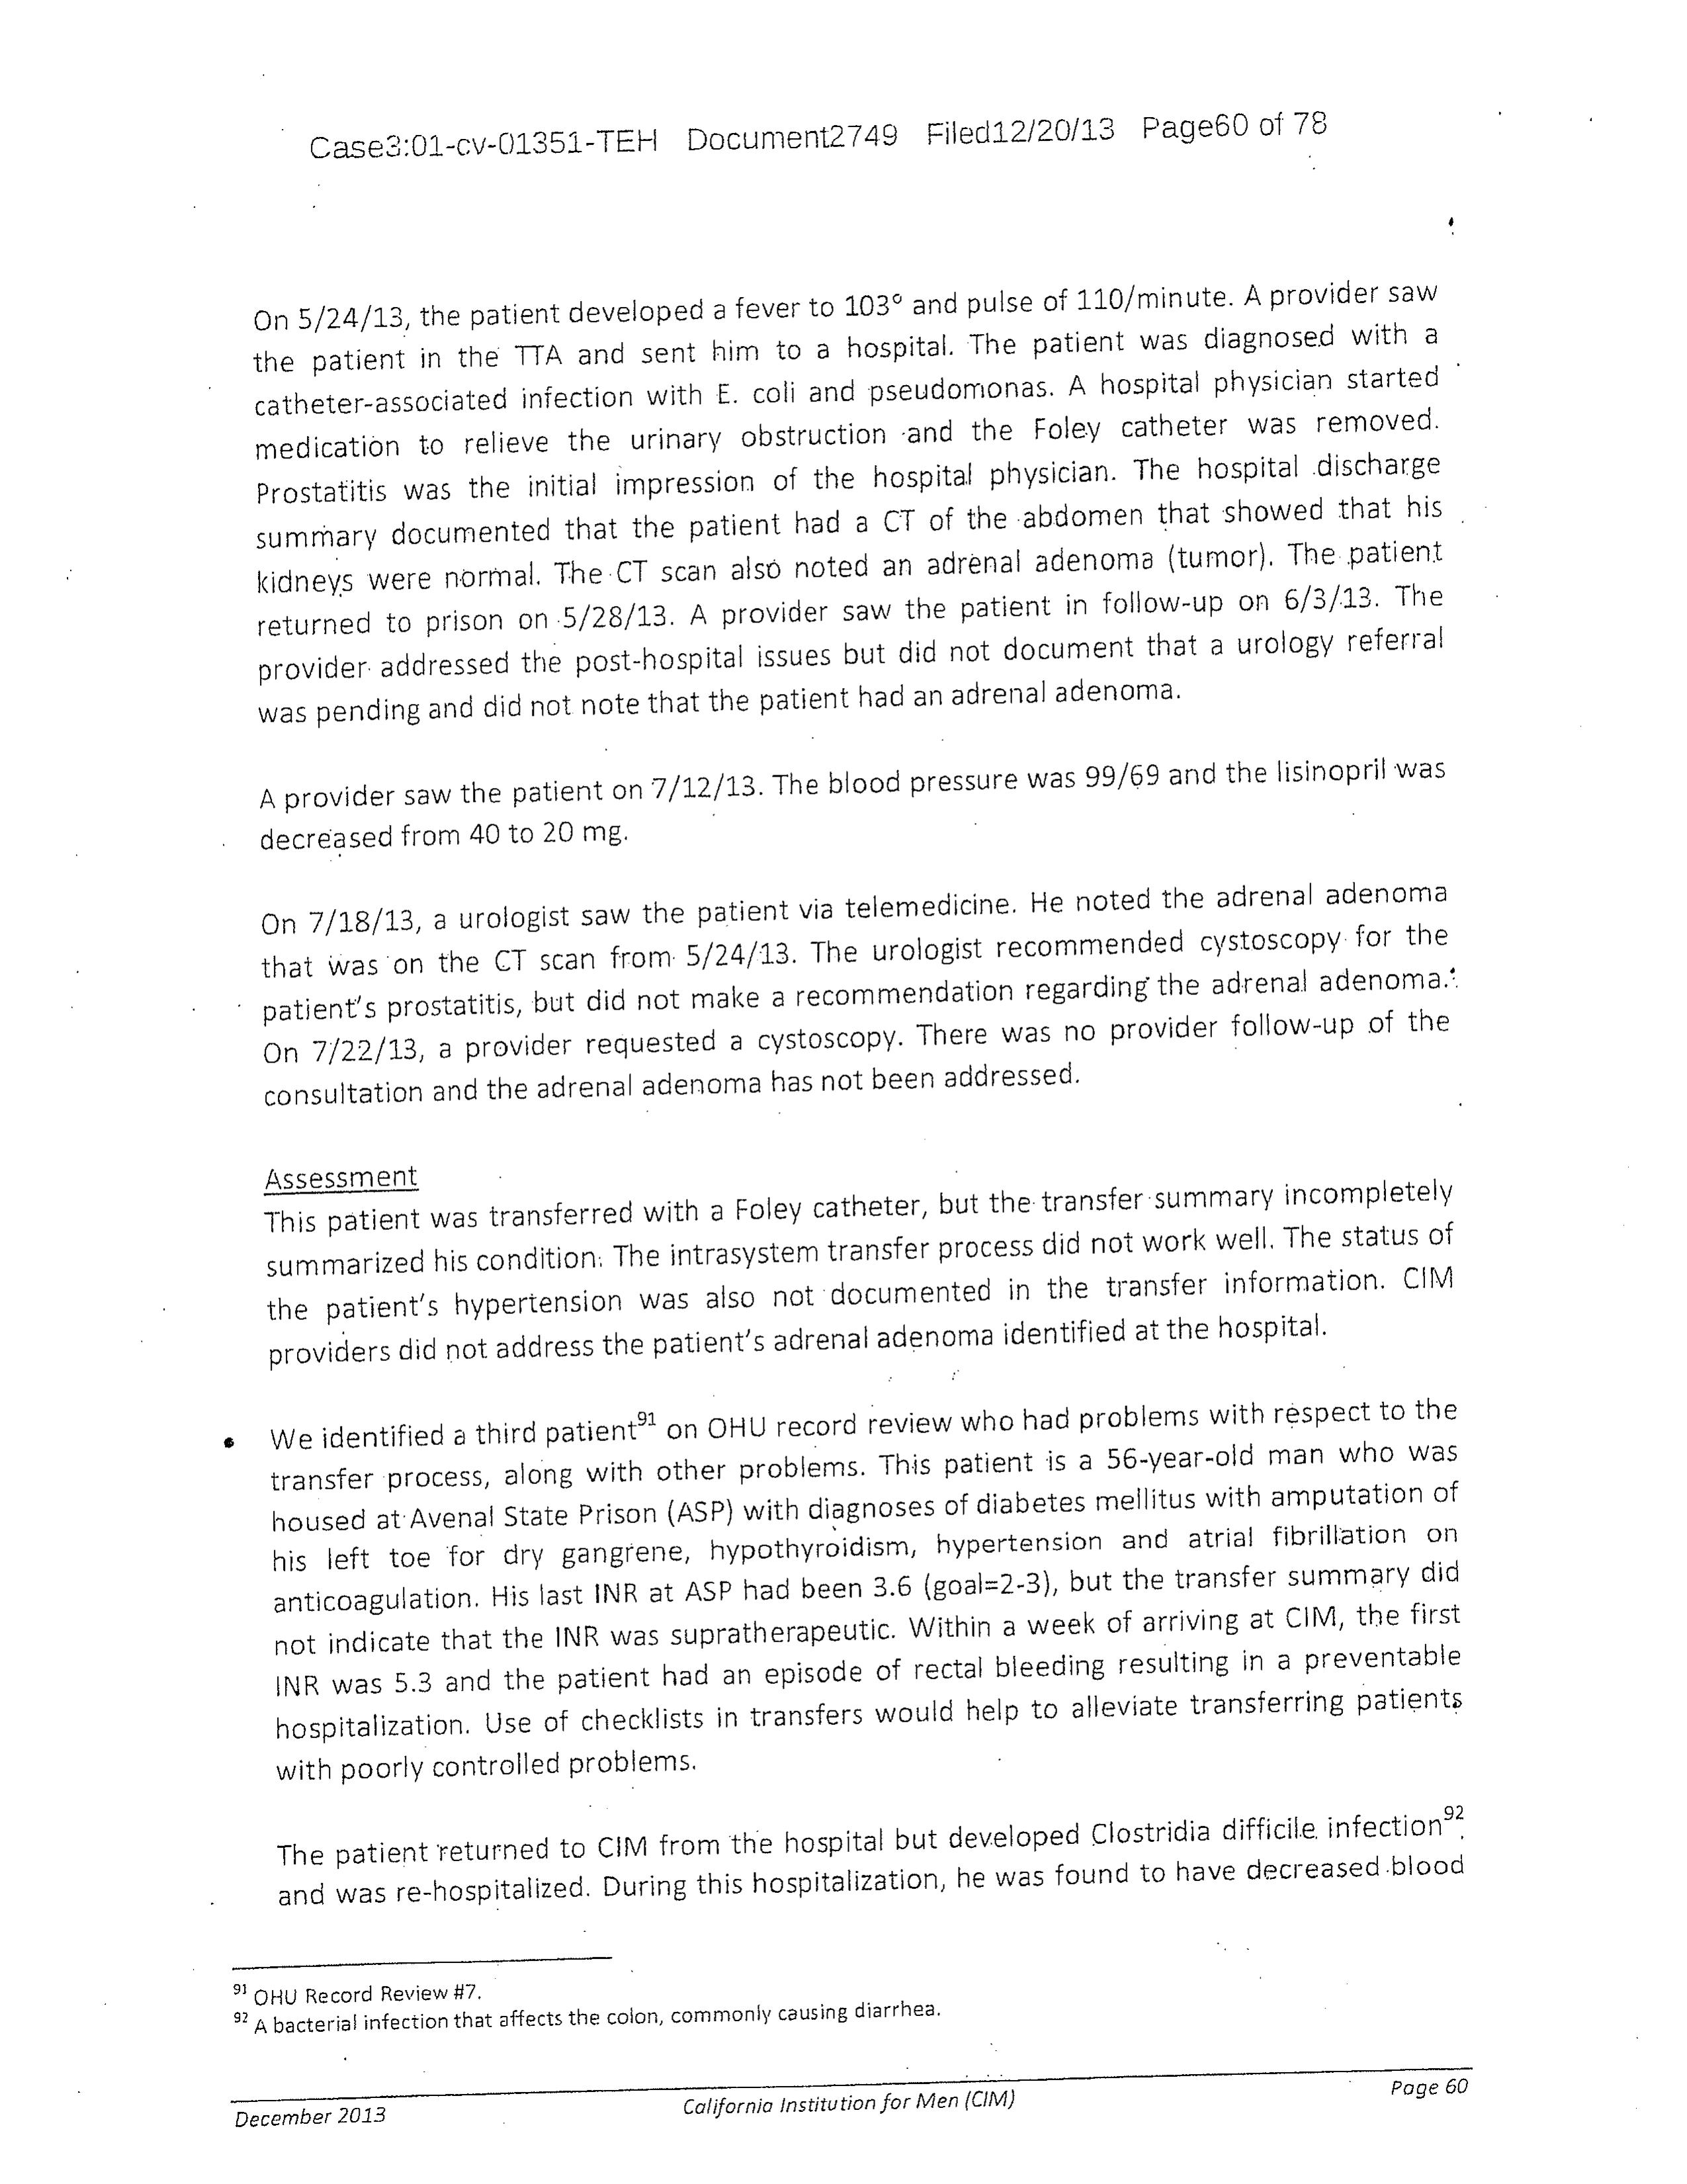 Case3:01-cv-01351-TEH Document2749 Filed12/20/13 Page60 of 78
On 5/24/13, the patient developed a fever to 103° and pulse of 110/minute. A provider saw
the patient in the TTA and sent him to a hospital. The patient was diagnosed with a
catheter-associated infection with E. coli and pseudomonas. A hospital physician started
medication to relieve the urinary obstruction and the Foley catheter was removed.
Prostatitis was the initial impression of the hospital physician. The hospital discharge
summary documented that the patient had a CT of the abdomen that showed that his
kidneys were normal. The CT scan also noted an adrenal adenoma (tumor). The patient
returned to prison on 5/28/13. A provider saw the patient in follow-up on 6/3/13. The
provider addressed the post-hospital issues but did not document that a urology referral
was pending and did not note that the patient had an adrenal adenoma.
A provider saw the patient on 7/12/13. The blood pressure was 99/69 and the lisinopril was
decreased from 40 to 20 mg.
On 7/18/13, a urologist saw the patient via telemedicine. He noted the adrenal adenoma
that was on the CT scan from 5/24/13. The urologist recommended cystoscopy for the
patient's prostatitis, but did not make a recommendation regarding the adrenal adenoma.
On 7/22/13, a provider requested a cystoscopy. There was no provider follow-up of the
consultation and the adrenal adenoma has not been addressed.
Assessment
This patient was transferred with a Foley catheter, but the transfer summary incompletely
summarized his condition. The intrasystem transfer process did not work well. The status of
the patient's hypertension was also not documented in the transfer information. CIM
providers did not address the patient's adrenal adenoma identified at the hospital.
• We identified a third patient91 on OHU record review who had problems with respect to the
transfer process, along with other problems. This patient is a 56-year-old man who was
housed at Avenal State Prison (ASP) with diagnoses of diabetes mellitus with amputation of
his left toe for dry gangrene, hypothyroidism, hypertension and atrial fibrillation on
anticoagulation. His last INR at ASP had been 3.6 (goal=2-3), but the transfer summary did
not indicate that the INR was supratherapeutic. Within a week of arriving at CIM, the first
INR was 5.3 and the patient had an episode of rectal bleeding resulting in a preventable
hospitalization. Use of checklists in transfers would help to alleviate transferring patients
with poorly controlled problems.
The patient returned to CIM from the hospital but developed Clostridia difficile infection92
and was re-hospitalized. During this hospitalization, he was found to have decreased blood
91 OHU Record Review #7.
92 A bacterial infection that affects the colon, commonly causing diarrhea.
December 2013 California Institution for Men (CIM) Page 60